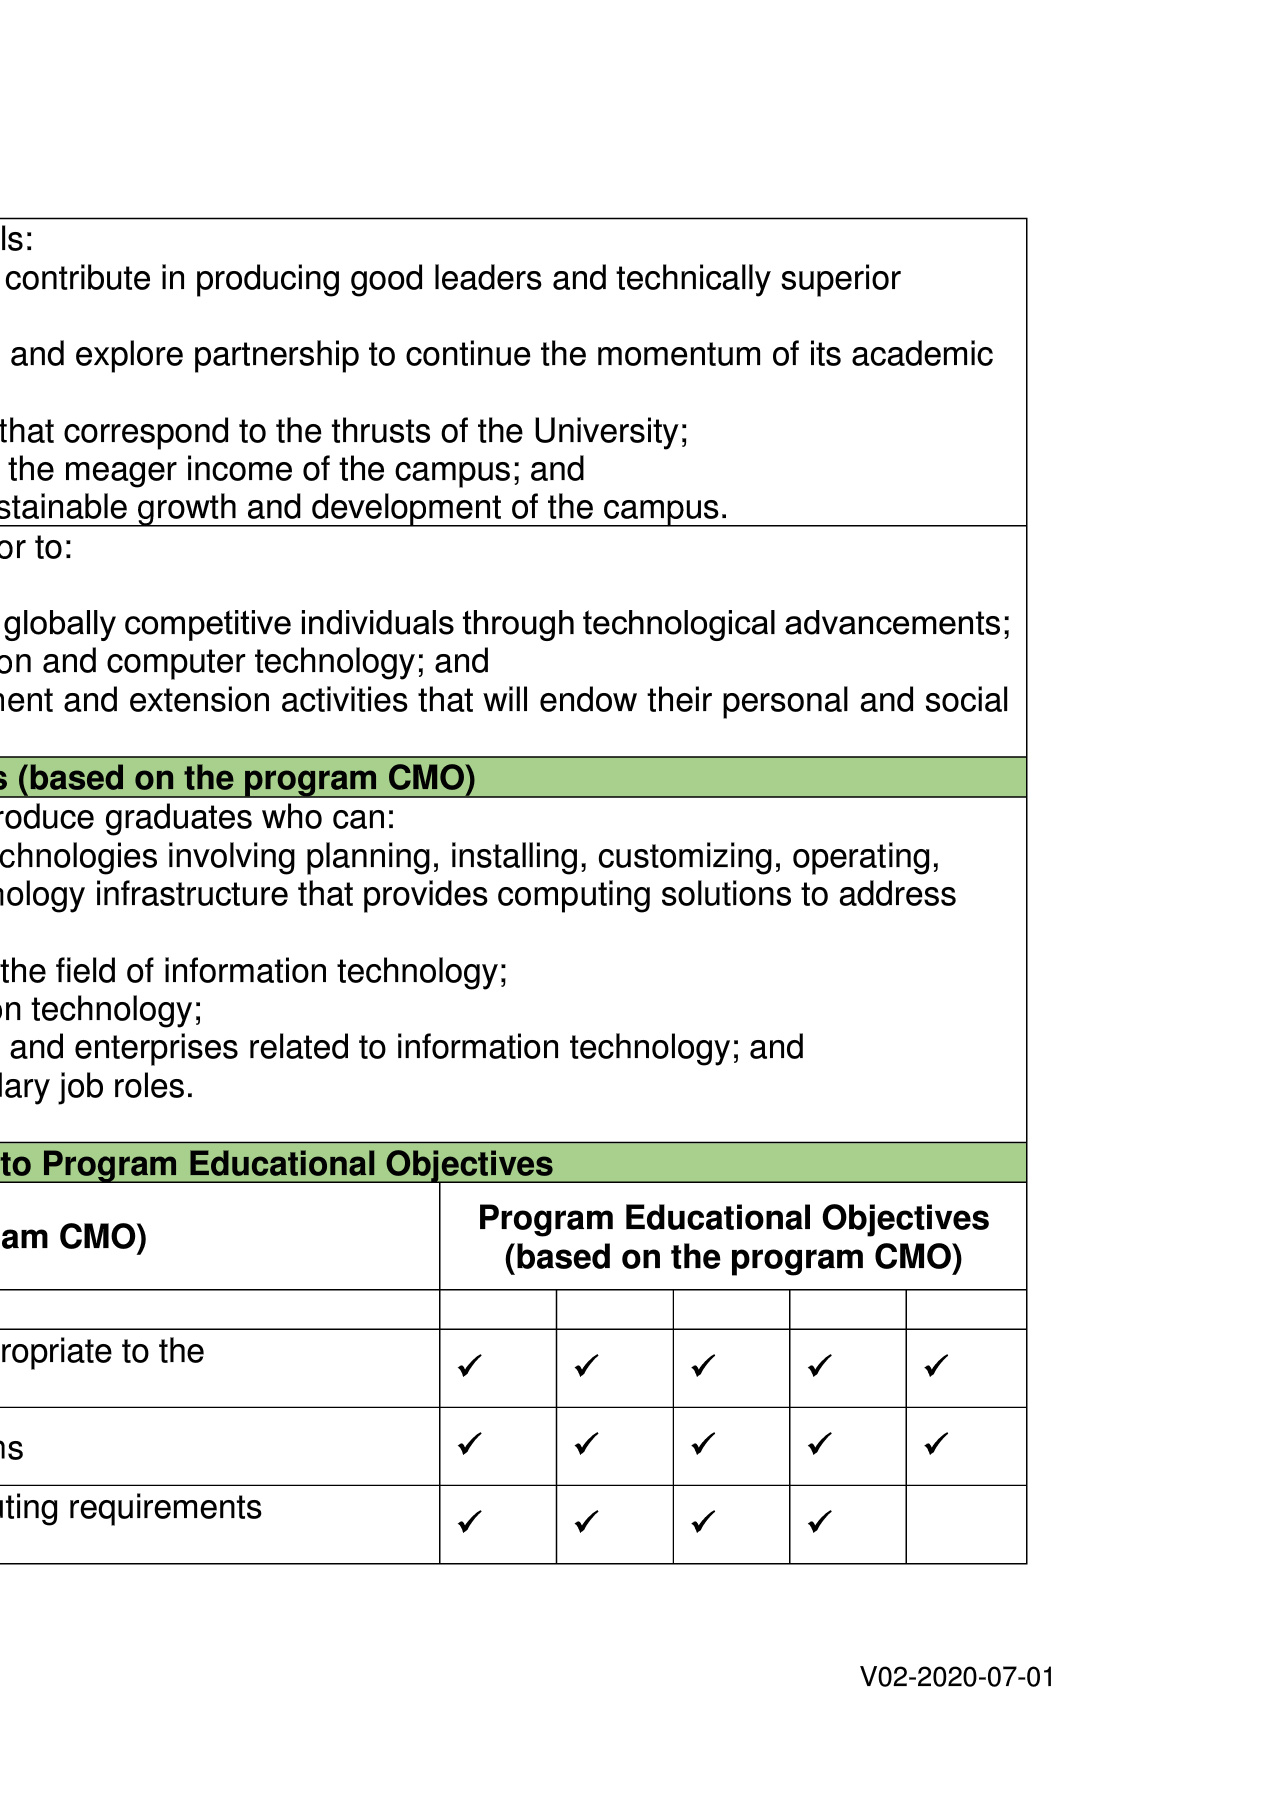 ls:
contribute in producing good leaders and technically superior
and explore partnership to continue the momentum of its academic
that correspond to the thrusts of the University;
the meager income of the campus; and
stainable growth and development of the campus.
or to:
globally competitive individuals through technological advancements;
on and computer technology; and
ent and extension activities that will endow their personal and social
s (based on the program CMO)
roduce graduates who can:
chnologies involving planning, installing, customizing, operating,
nology infrastructure that provides computing solutions to address
the field of information technology;
on technology;
and enterprises related to information technology; and
lary job roles.
to Program Educational Objectives
am CMO)
Program Educational Objectives
(based on the program CMO)
ropriate to the
✓ ✓ ✓ ✓ ✓
ns
✓ ✓ ✓ ✓ ✓
uting requirements
✓ ✓ ✓ ✓
V02-2020-07-01